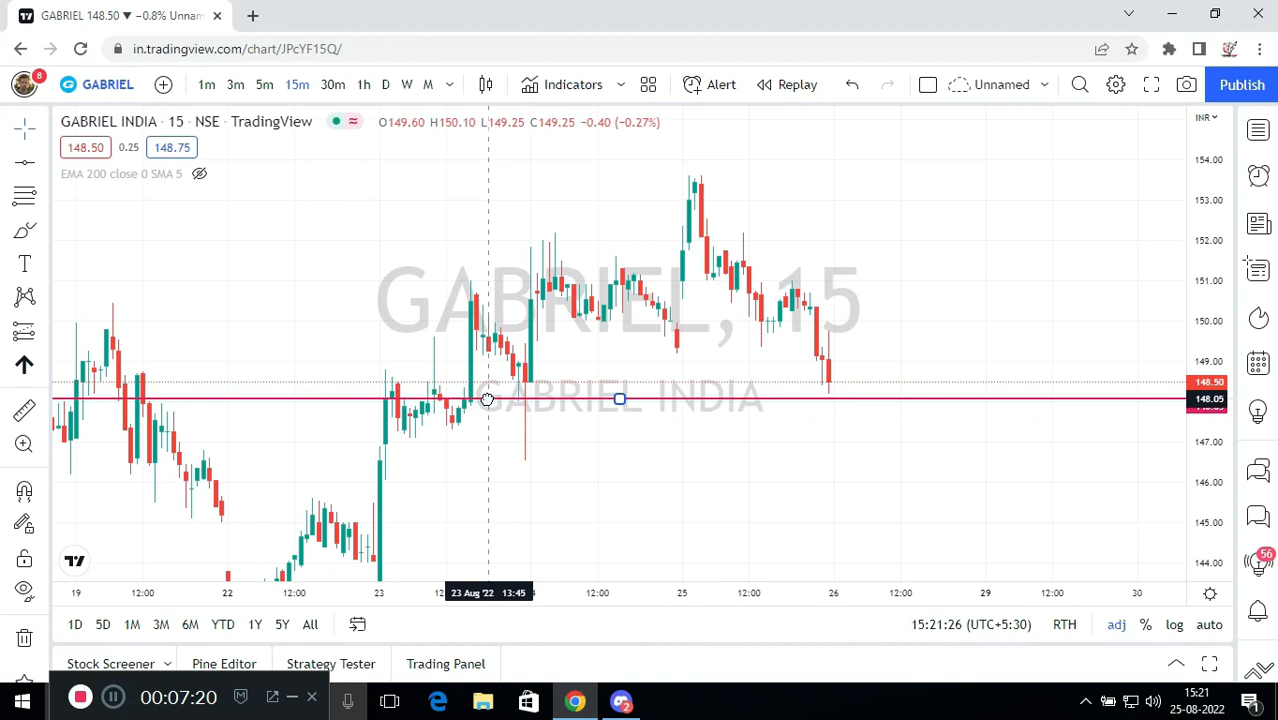 GABRIEL 148.50 ▼ −0.8% Unnam
in.tradingview.com/chart/JPcYF15Q/
8 GABRIEL 1m 3m 5m 15m 30m 1h D W M Indicators Alert Replay Unnamed Publish
GABRIEL INDIA · 15 · NSE · TradingView O149.60 H150.10 L149.25 C149.25 −0.40 (−0.27%)
INR
148.50 0.25 148.75
EMA 200 close 0 SMA 5
154.00
153.00
152.00
151.00
GABRIEL, 15
150.00
149.00
148.50
GABRIEL INDIA
148.05
147.00
146.00
145.00
144.00
19 12:00 22 12:00 23 23 Aug '22 13:45 12:00 25 12:00 26 12:00 29 12:00 30
1D 5D 1M 3M 6M YTD 1Y 5Y All 15:21:26 (UTC+5:30) RTH adj % log auto
56
Stock Screener Pine Editor Strategy Tester Trading Panel
00:07:20
2
15:21
25-08-2022
1